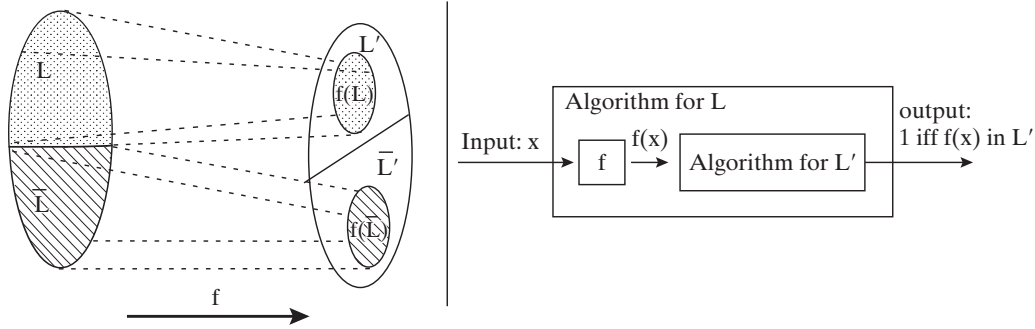 L
L̅
L′
f(L)
L̅′
f(L̅)
f
Algorithm for L
Input: x
f
f(x)
Algorithm for L′
output:
1 iff f(x) in L′